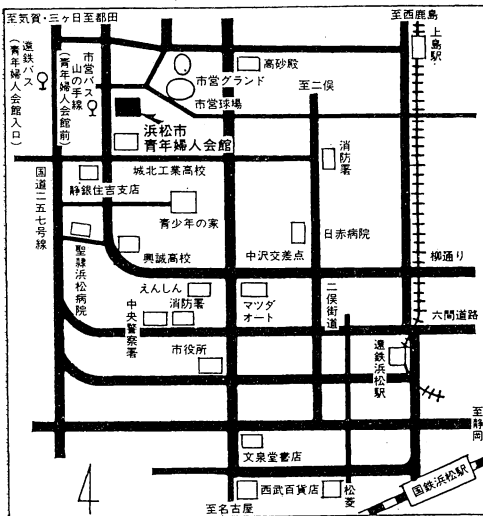 至気賀・三ヶ日
至都田
至西鹿島
遠鉄バス
(青年婦人会館入口)
市営バス
山の手線
(青年婦人会館前)
高砂殿
上島駅
市営グランド
至二俣
市営球場
浜松市
青年婦人会館
消防署
城北工業高校
静銀住吉支店
国道二五七号線
青少年の家
日赤病院
聖隷浜松病院
興誠高校
中沢交差点
柳通り
えんしん
消防署
中央警察署
マツダ
オート
二俣街道
六間道路
市役所
遠鉄浜松駅
至静岡
文泉堂書店
西武百貨店
松菱
国鉄浜松駅
至名古屋